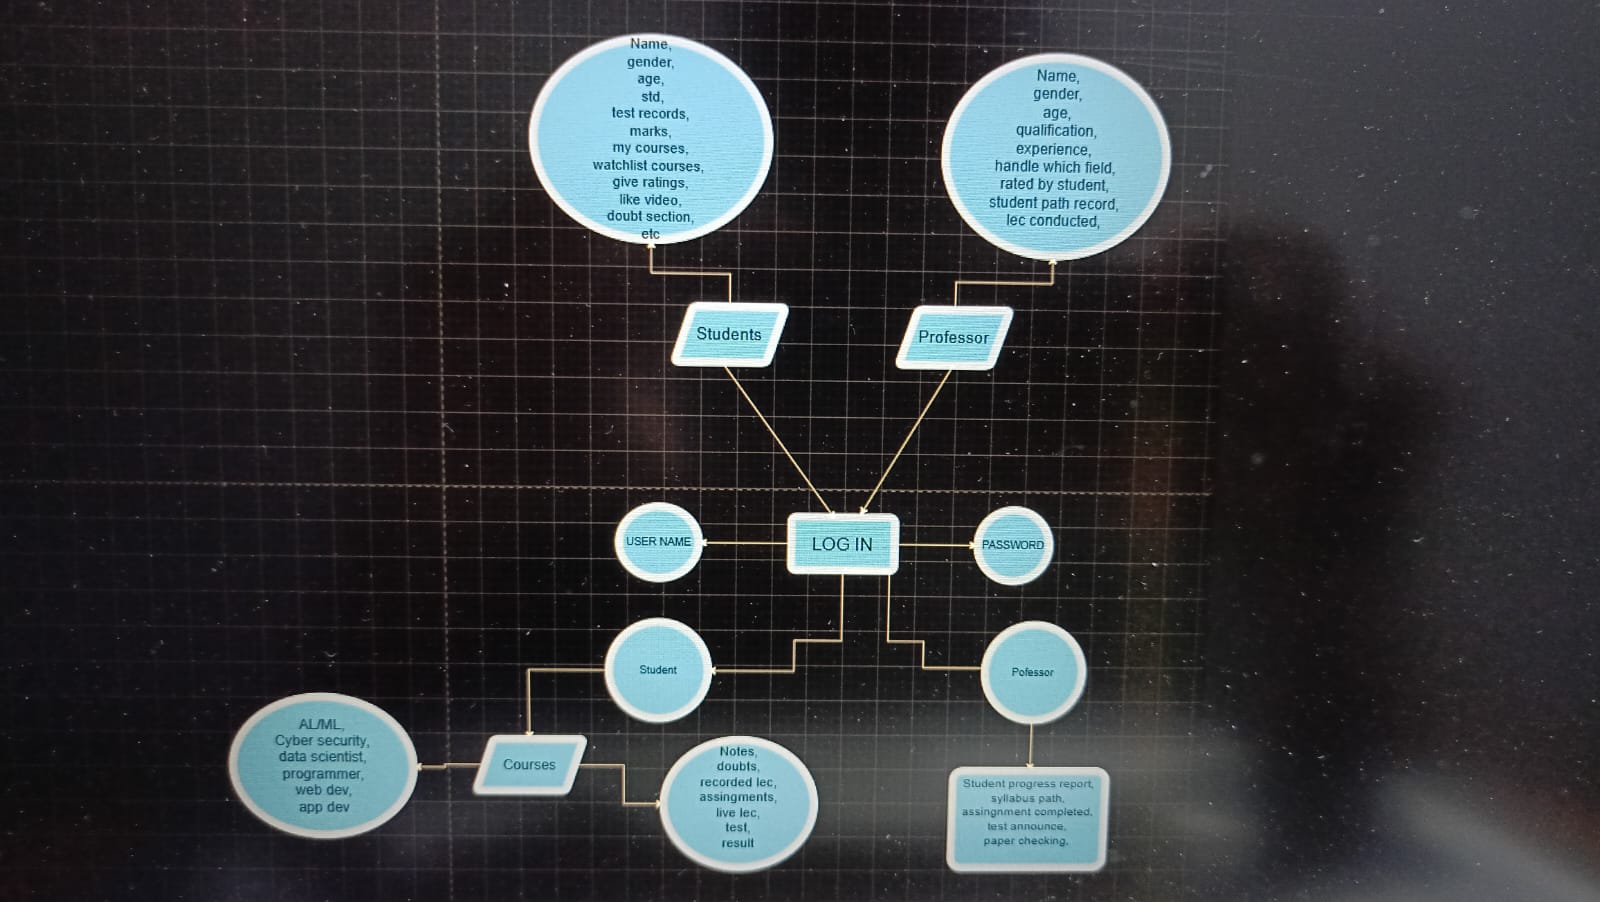 Name,
gender,
age,
std,
test records,
marks,
my courses,
watchlist courses,
give ratings,
like video,
doubt section,
etc
Name,
gender,
age,
qualification,
experience,
handle which field,
rated by student,
student path record,
lec conducted,
Students
Professor
USER NAME
LOG IN
PASSWORD
Student
Pofessor
AL/ML,
Cyber security,
data scientist,
programmer,
web dev,
app dev
Courses
Notes,
doubts,
recorded lec,
assingments,
live lec,
test,
result
Student progress report,
syllabus path,
assingnment completed,
test announce,
paper checking,